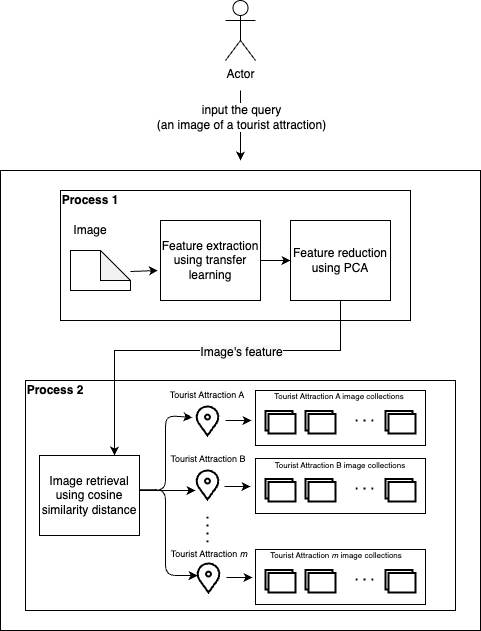 Actor
input the query
(an image of a tourist attraction)
Process 1
Image
Feature extraction
using transfer
learning
Feature reduction
using PCA
Image's feature
Process 2
Image retrieval
using cosine
similarity distance
Tourist Attraction A
Tourist Attraction A image collections
. . .
Tourist Attraction B
Tourist Attraction B image collections
. . .
Tourist Attraction m
Tourist Attraction m image collections
. . .